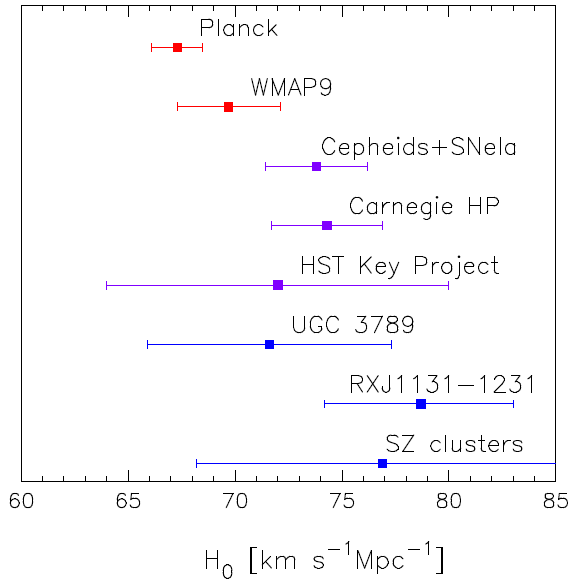 Planck
WMAP9
Cepheids+SNeIa
Carnegie HP
HST Key Project
UGC 3789
RXJ1131−1231
SZ clusters
60 65 70 75 80 85
H₀ [km s⁻¹Mpc⁻¹]